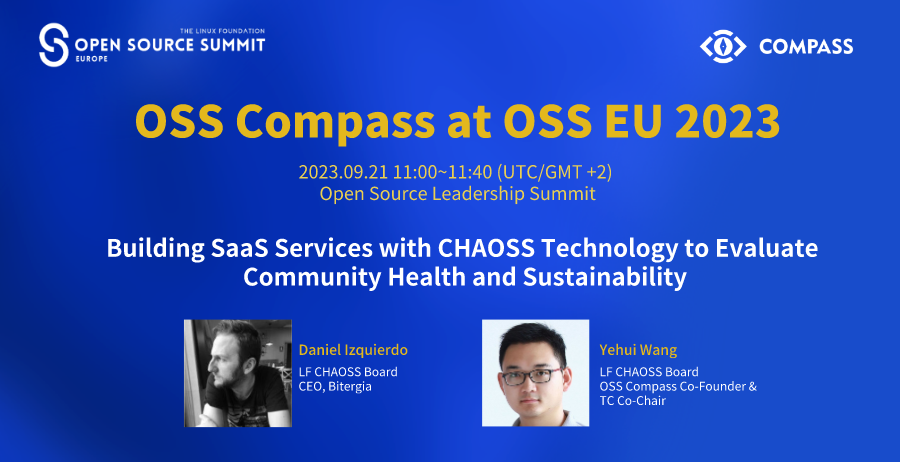 THE LINUX FOUNDATION
OPEN SOURCE SUMMIT
EUROPE
COMPASS
OSS Compass at OSS EU 2023
2023.09.21 11:00~11:40 (UTC/GMT +2)
Open Source Leadership Summit
Building SaaS Services with CHAOSS Technology to Evaluate
Community Health and Sustainability
Daniel Izquierdo
LF CHAOSS Board
CEO, Bitergia
Yehui Wang
LF CHAOSS Board
OSS Compass Co-Founder &
TC Co-Chair